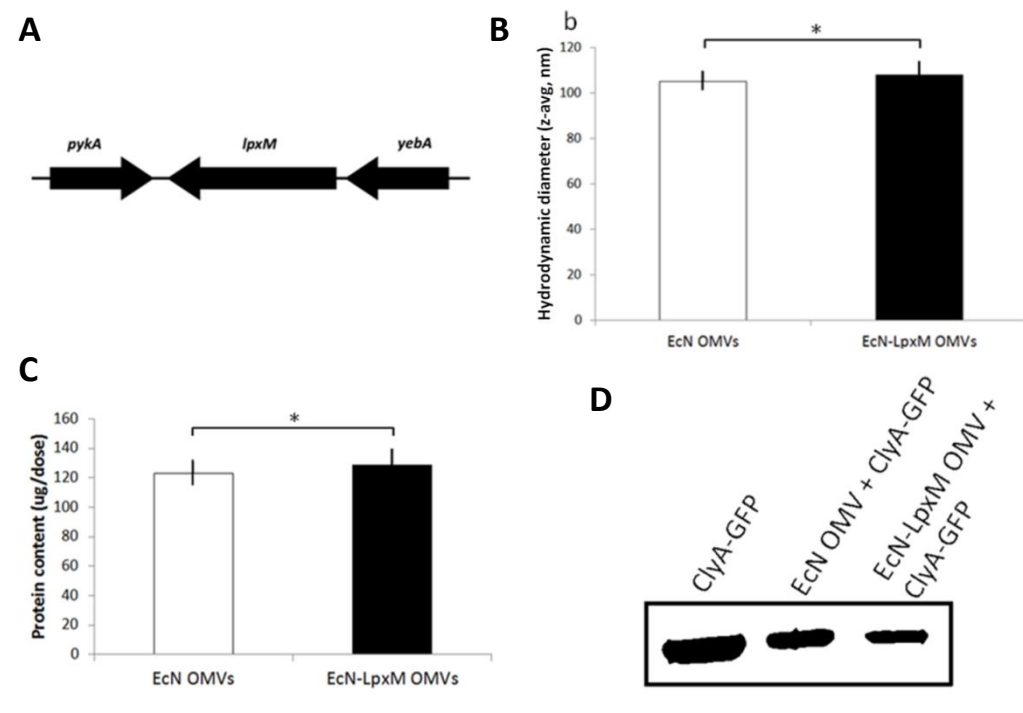 A
pykA lpxM yebA
B
b
*
Hydrodynamic diameter (z-avg, nm)
120
100
80
60
40
20
0
EcN OMVs EcN-LpxM OMVs
C
*
Protein content (ug/dose)
160
140
120
100
80
60
40
20
0
EcN OMVs EcN-LpxM OMVs
D
ClyA-GFP
EcN OMV + ClyA-GFP
EcN-LpxM OMV +
ClyA-GFP